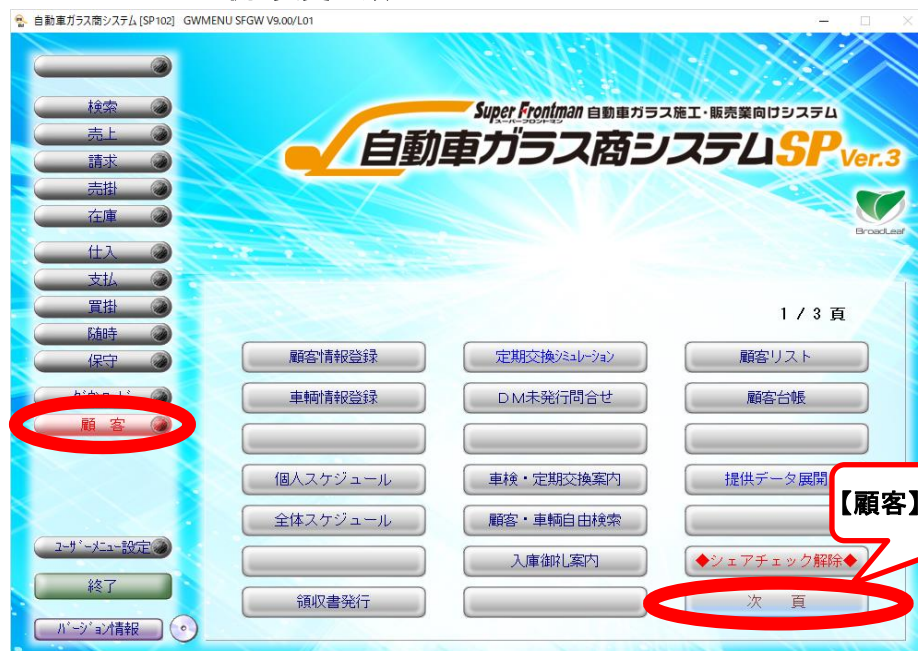 自動車ガラス商システム [SP102] GWMENU SFGW V9.00/L01
検索
売上
請求
売掛
在庫
仕入
支払
買掛
随時
保守
顧 客
ユーザーメニュー設定
終了
バージョン情報
Super Frontman 自動車ガラス施工・販売業向けシステム
スーパーフロントマン
自動車ガラス商システムSP Ver.3
BroadLeaf
1 / 3 頁
顧客情報登録
定期交換シミュレーション
顧客リスト
車輌情報登録
DM未発行問合せ
顧客台帳
個人スケジュール
車検・定期交換案内
提供データ展開
全体スケジュール
顧客・車輌自由検索
入庫御礼案内
◆シェアチェック解除◆
領収書発行
次 頁
【顧客】